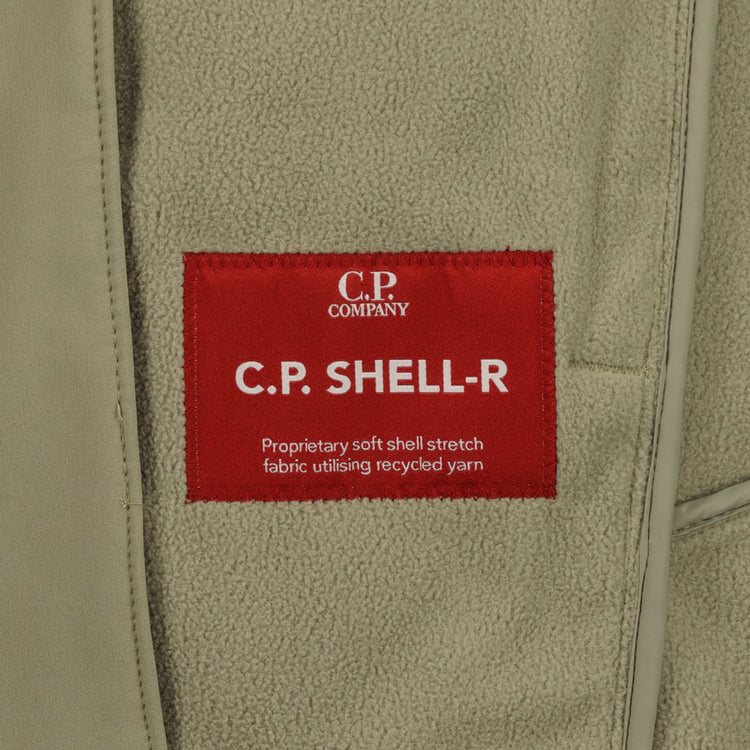 C.P.
COMPANY
C.P. SHELL-R
Proprietary soft shell stretch
fabric utilising recycled yarn